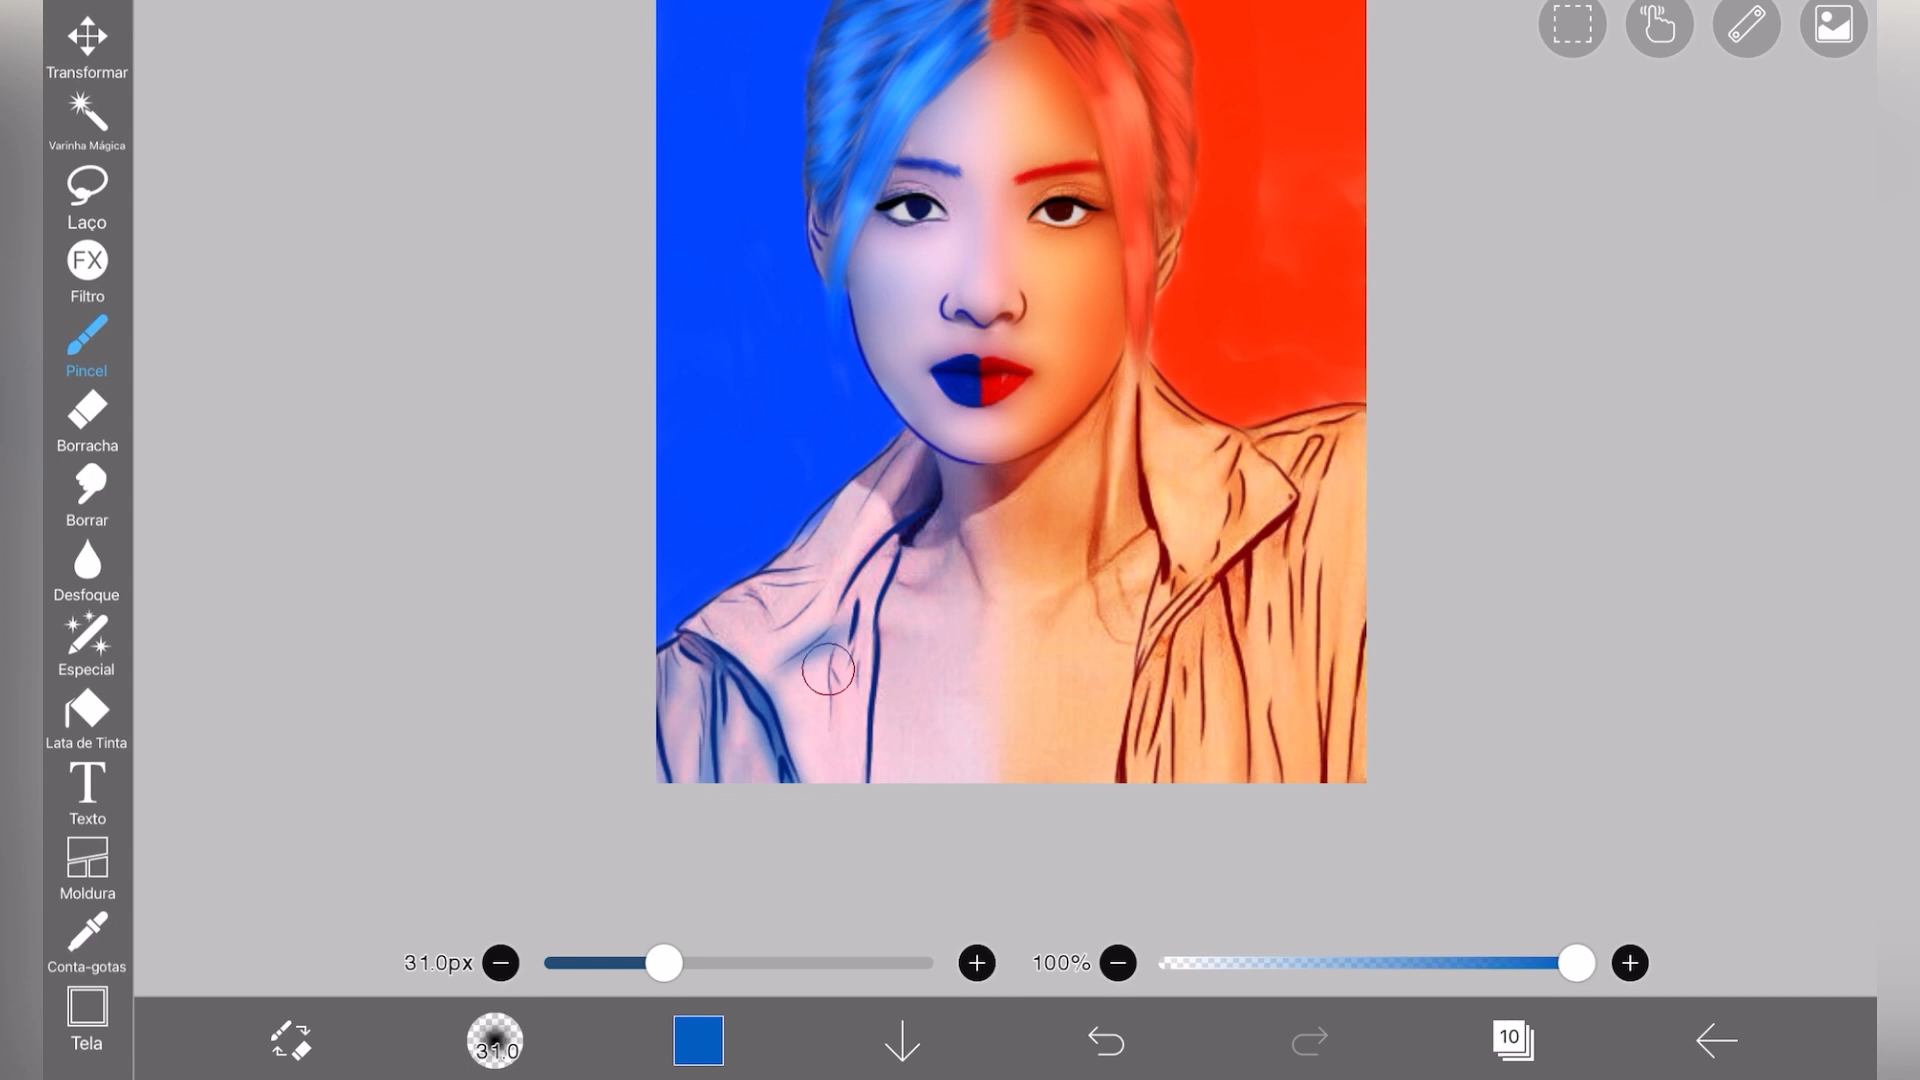 Transformar
Varinha Mágica
Laço
FX
Filtro
Pincel
Borracha
Borrar
Desfoque
Especial
Lata de Tinta
T
Texto
Moldura
Conta-gotas
Tela
31.0px
100%
31.0
10